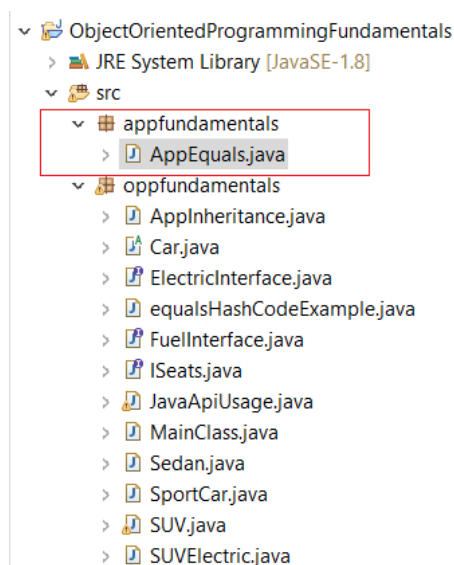 ObjectOrientedProgrammingFundamentals
JRE System Library [JavaSE-1.8]
src
appfundamentals
AppEquals.java
oppfundamentals
AppInheritance.java
Car.java
ElectricInterface.java
equalsHashCodeExample.java
FuelInterface.java
ISeats.java
JavaApiUsage.java
MainClass.java
Sedan.java
SportCar.java
SUV.java
SUVElectric.java